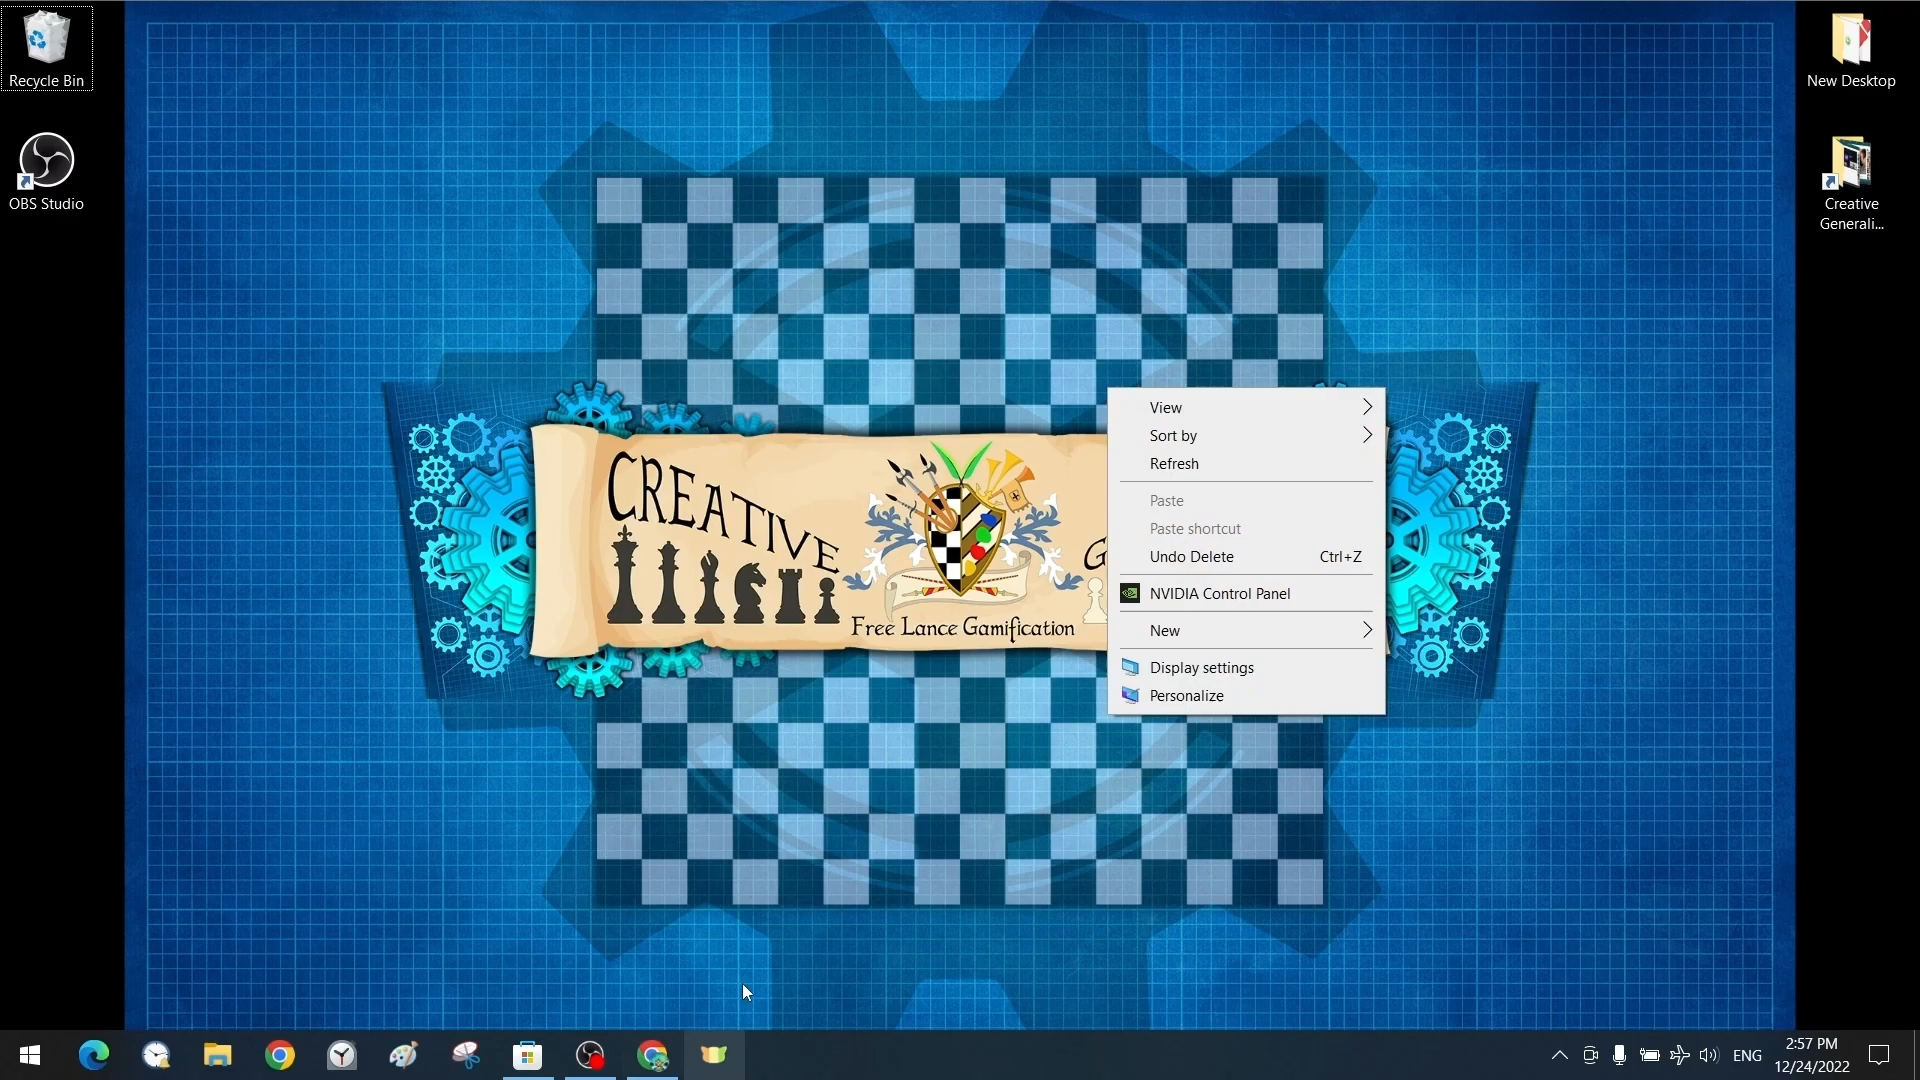 Recycle Bin
OBS Studio
New Desktop
Creative
Generali...
CREATIVE
G
Free Lance Gamification
View
Sort by
Refresh
Paste
Paste shortcut
Undo Delete Ctrl+Z
NVIDIA Control Panel
New
Display settings
Personalize
ENG
2:57 PM
12/24/2022